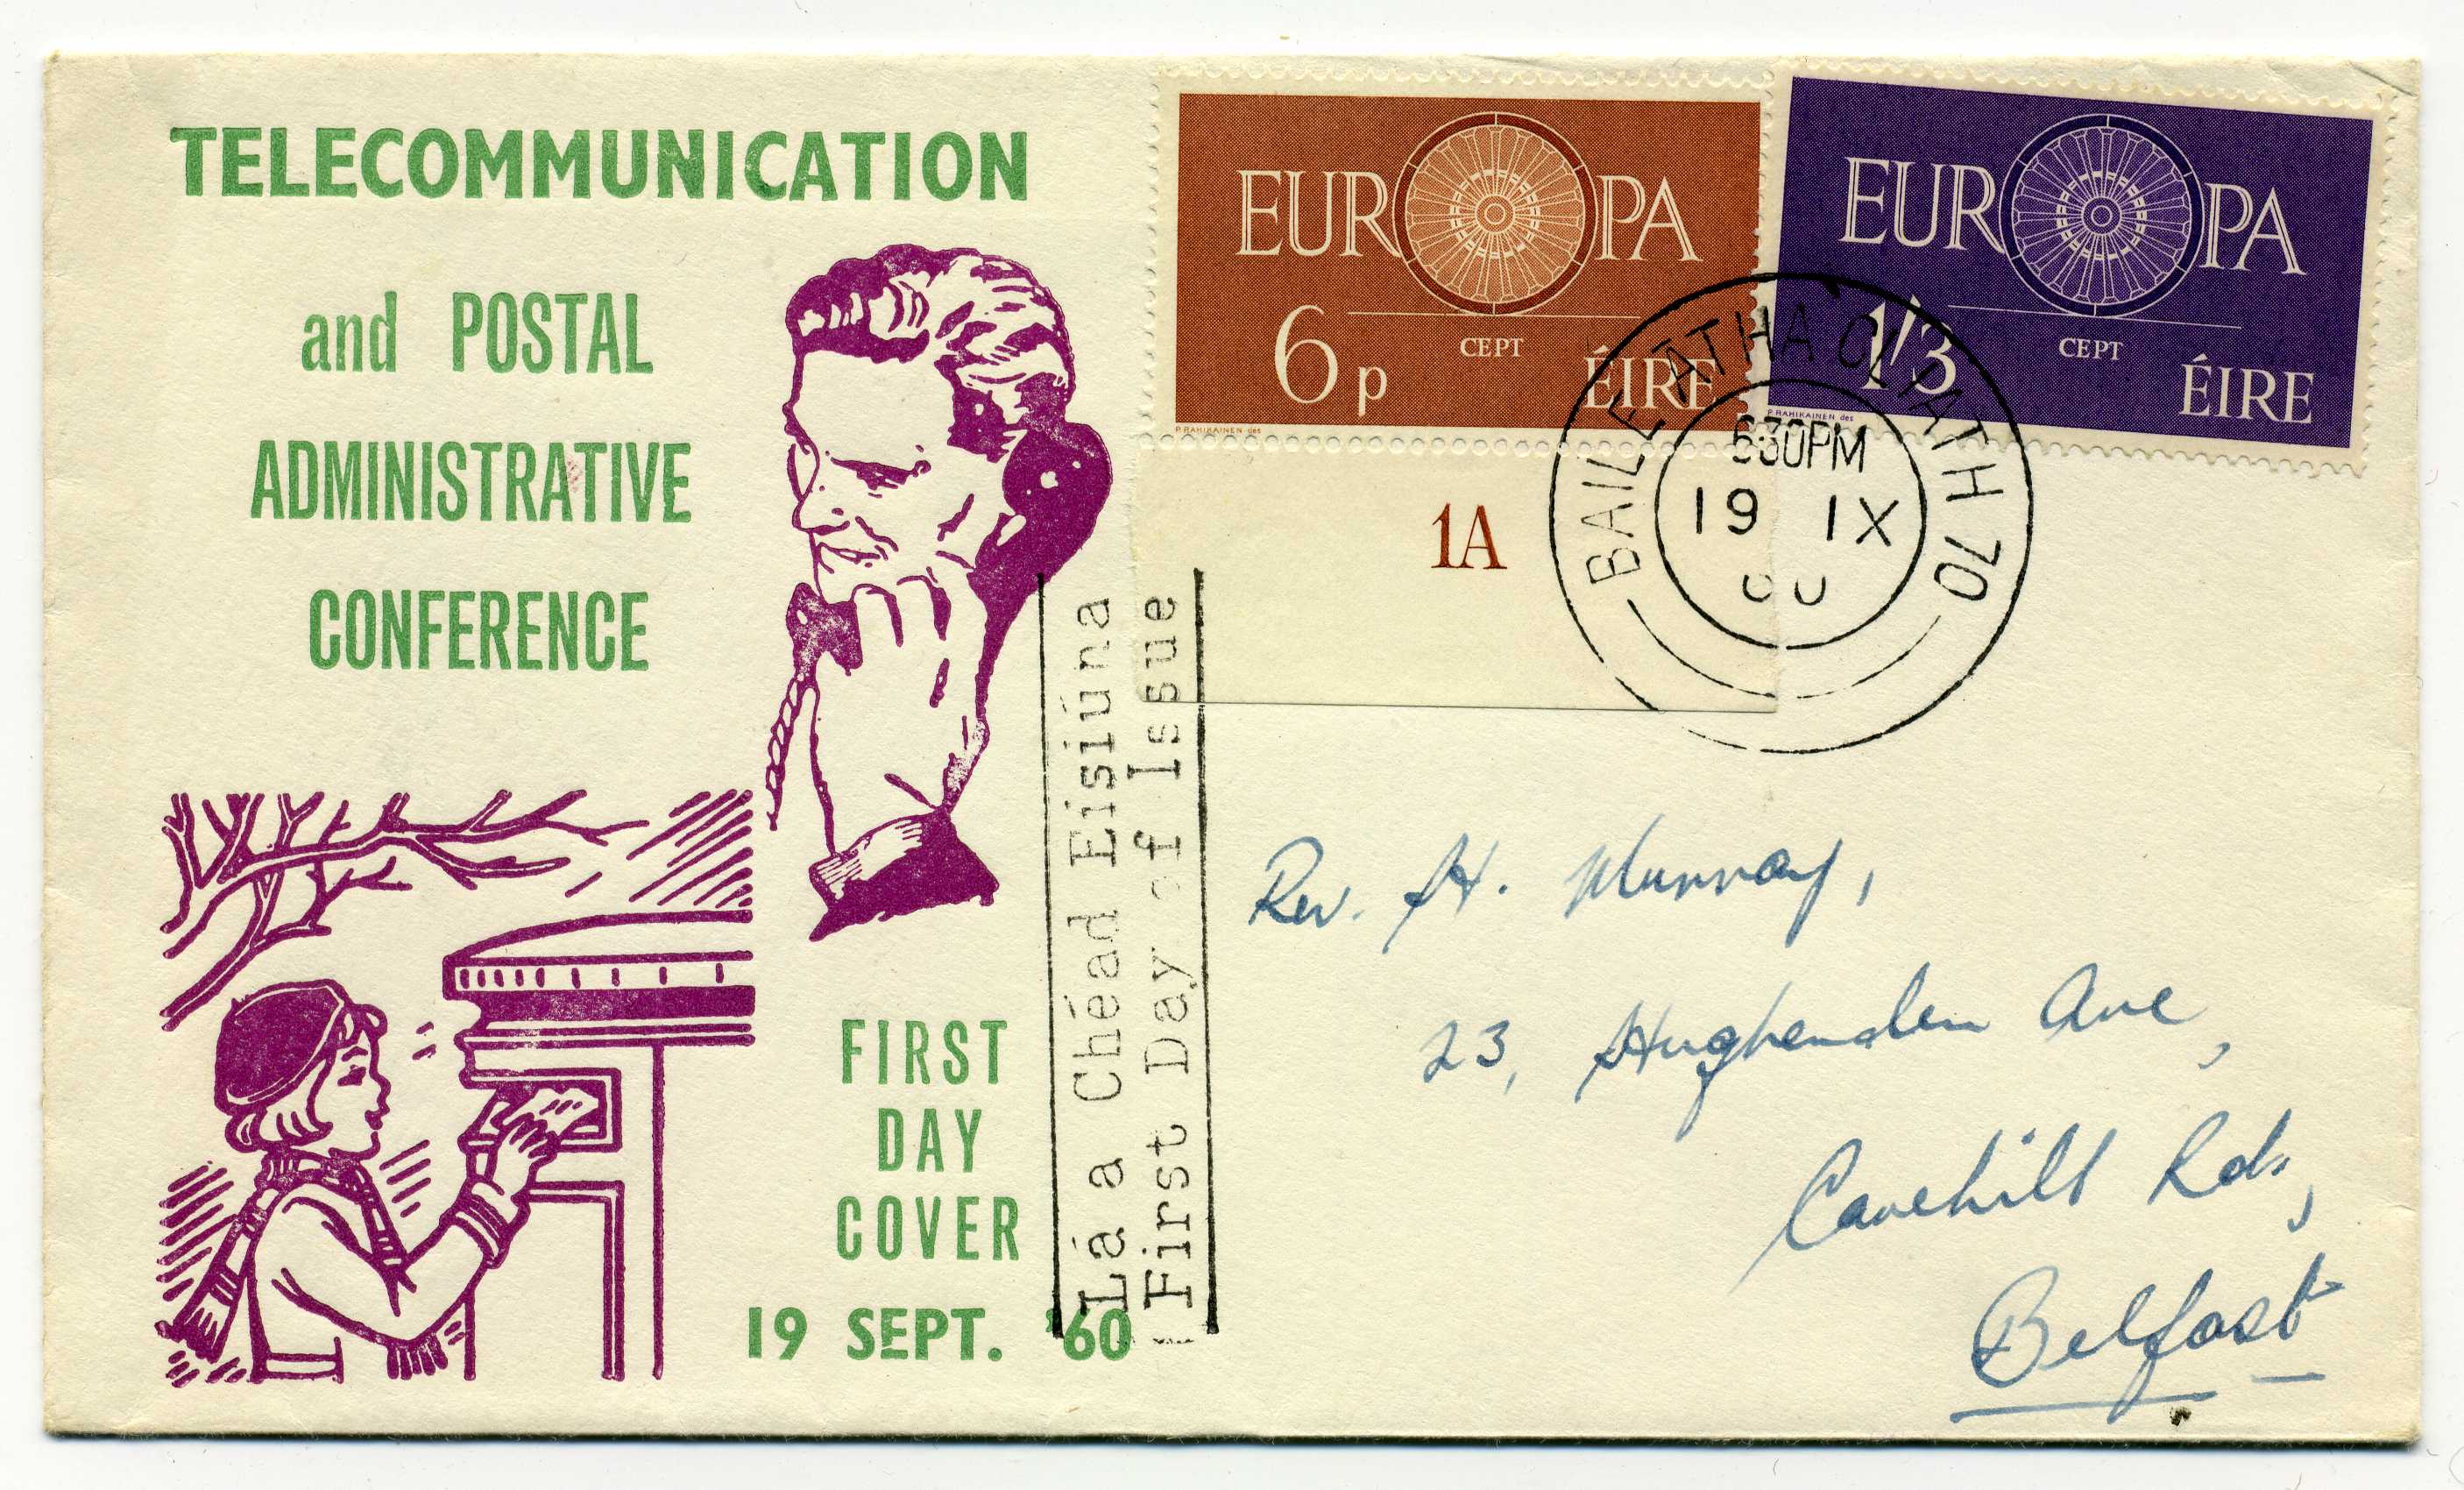 TELECOMMUNICATION
and POSTAL
ADMINISTRATIVE
CONFERENCE
FIRST
DAY
COVER
19 SEPT. '60
Lá a Chéad Eisiúna
First Day of Issue
EUROPA
6p
CEPT
ÉIRE
P. RAHIKAINEN des
1A
EUROPA
1/3
CEPT
ÉIRE
P. RAHIKAINEN des
BAILE ÁTHA CLIATH 70
6:30PM
19 IX
Rev. H. Murray,
23, Hughenden Ave,
Cavehill Rd.,
Belfast